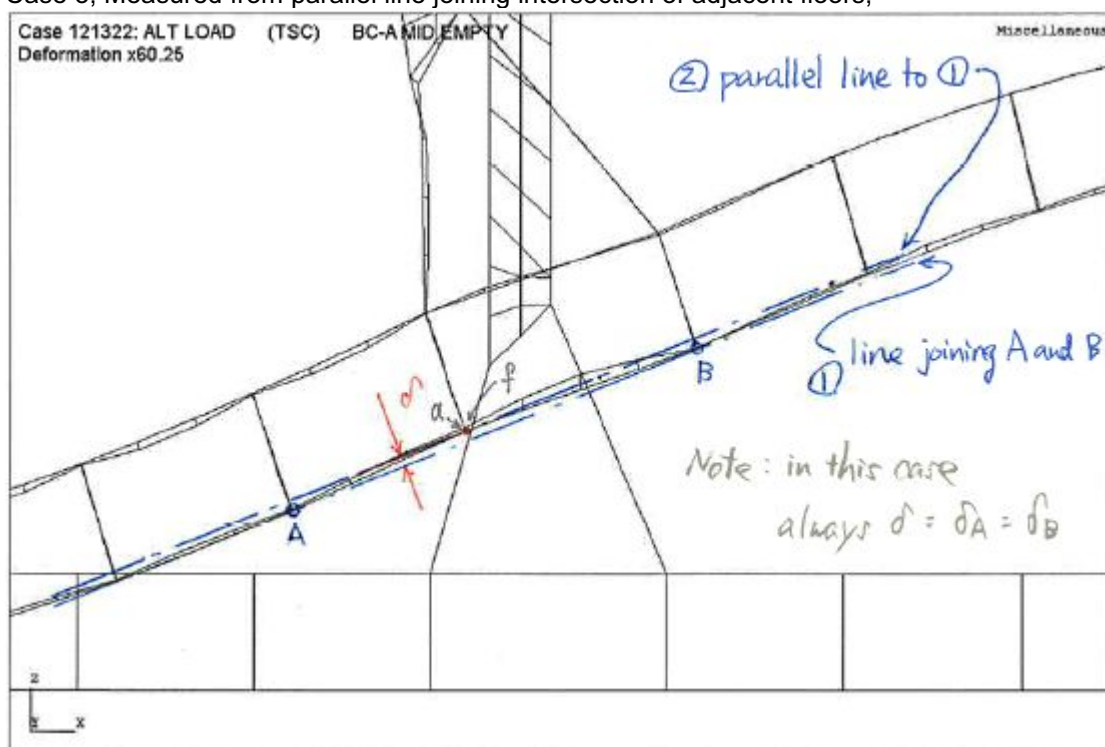 Case 3, Measured from parallel line joining intersection of adjacent floors,
Case 121322: ALT LOAD (TSC) BC-A MID EMPTY
Deformation x60.25
Miscellaneous
② parallel line to ①
① line joining A and B
B
f
a
δ
A
Note: in this case
always δ = δA = δB
Z
Y X